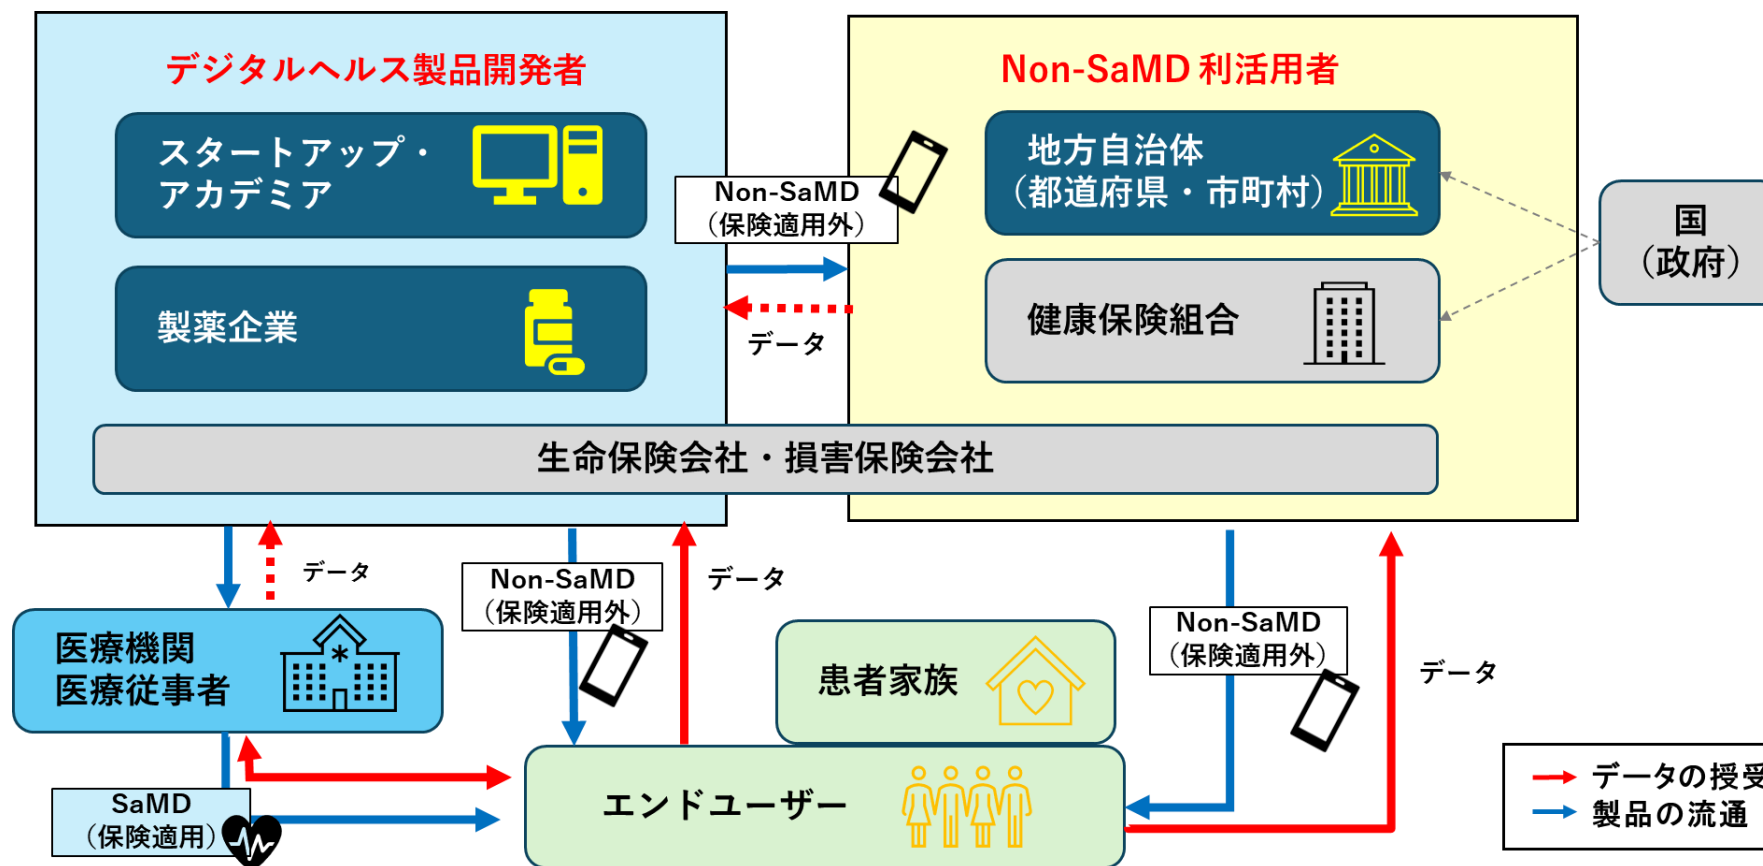 デジタルヘルス製品開発者
スタートアップ・
アカデミア
製薬企業
Non-SaMD
（保険適用外）
データ
Non-SaMD 利活用者
地方自治体
（都道府県・市町村）
健康保険組合
国
（政府）
生命保険会社・損害保険会社
データ
Non-SaMD
（保険適用外）
データ
Non-SaMD
（保険適用外）
データ
医療機関
医療従事者
患者家族
エンドユーザー
SaMD
（保険適用）
データの授受
製品の流通